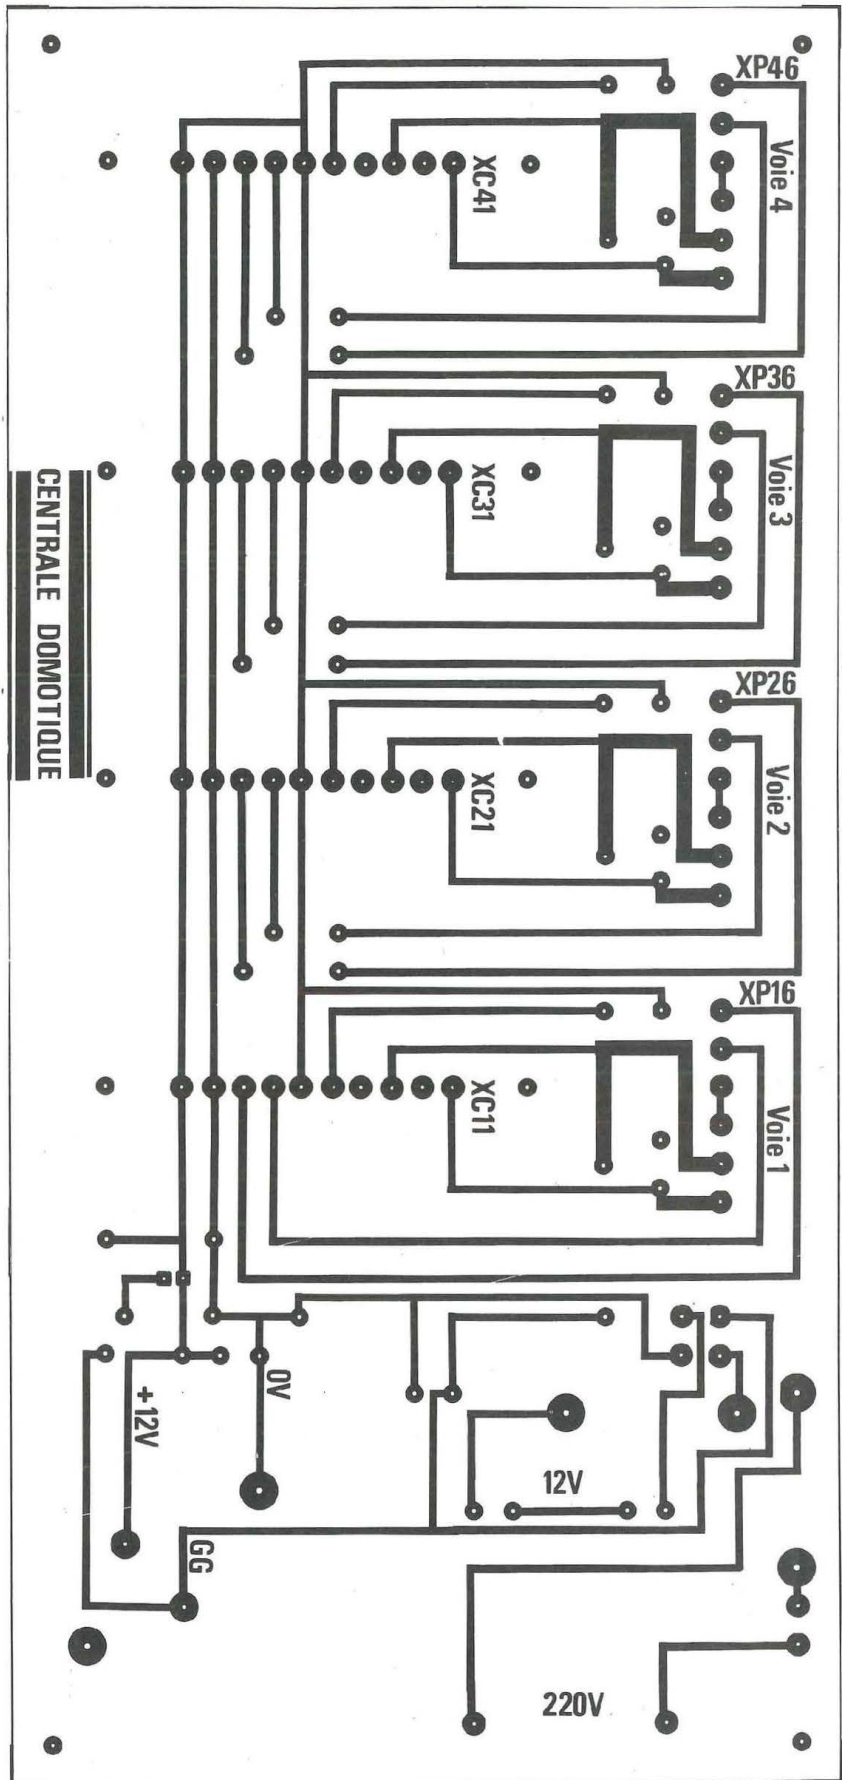 XP46
Voie 4
XC41
XP36
Voie 3
XC31
CENTRALE DOMOTIQUE
XP26
Voie 2
XC21
XP16
Voie 1
XC11
0V
+12V
12V
GG
220V